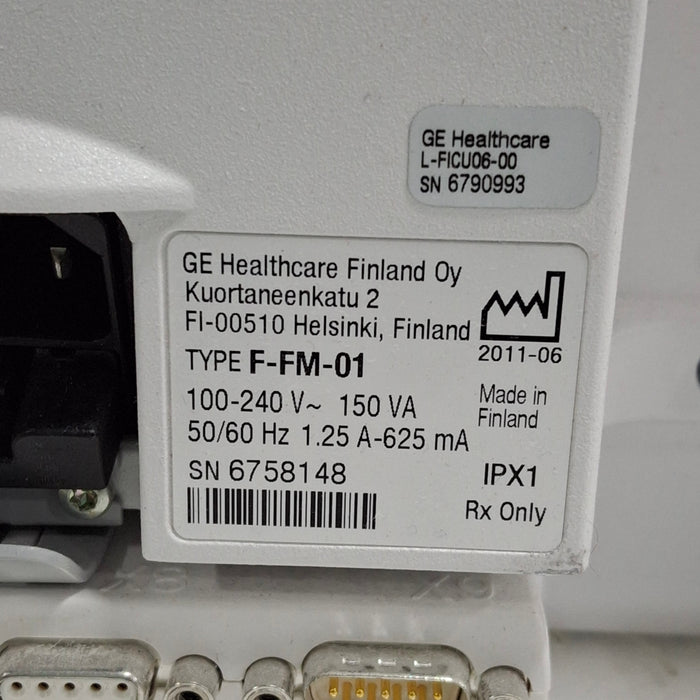 GE Healthcare
L-FICU06-00
SN 6790993
GE Healthcare Finland Oy
Kuortaneenkatu 2
FI-00510 Helsinki, Finland
2011-06
TYPE F-FM-01
100-240 V~ 150 VA
Made in
Finland
50/60 Hz 1.25 A-625 mA
SN 6758148
IPX1
Rx Only